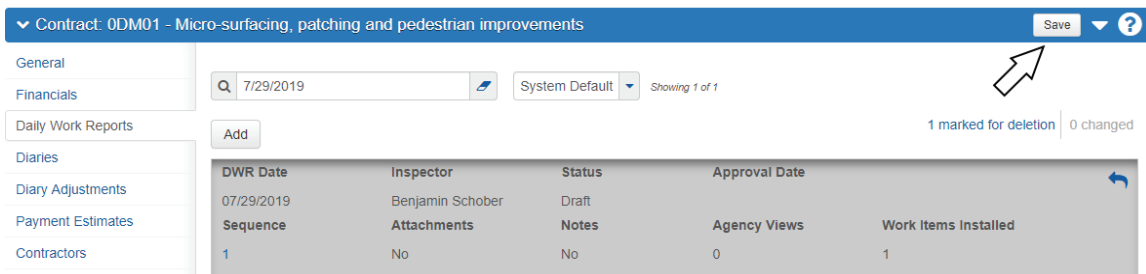 Contract: 0DM01 - Micro-surfacing, patching and pedestrian improvements
Save
?
General
Financials
Daily Work Reports
Diaries
Diary Adjustments
Payment Estimates
Contractors
7/29/2019
System Default
Showing 1 of 1
Add
1 marked for deletion | 0 changed
DWR Date Inspector Status Approval Date
07/29/2019 Benjamin Schober Draft
Sequence Attachments Notes Agency Views Work Items Installed
1 No No 0 1